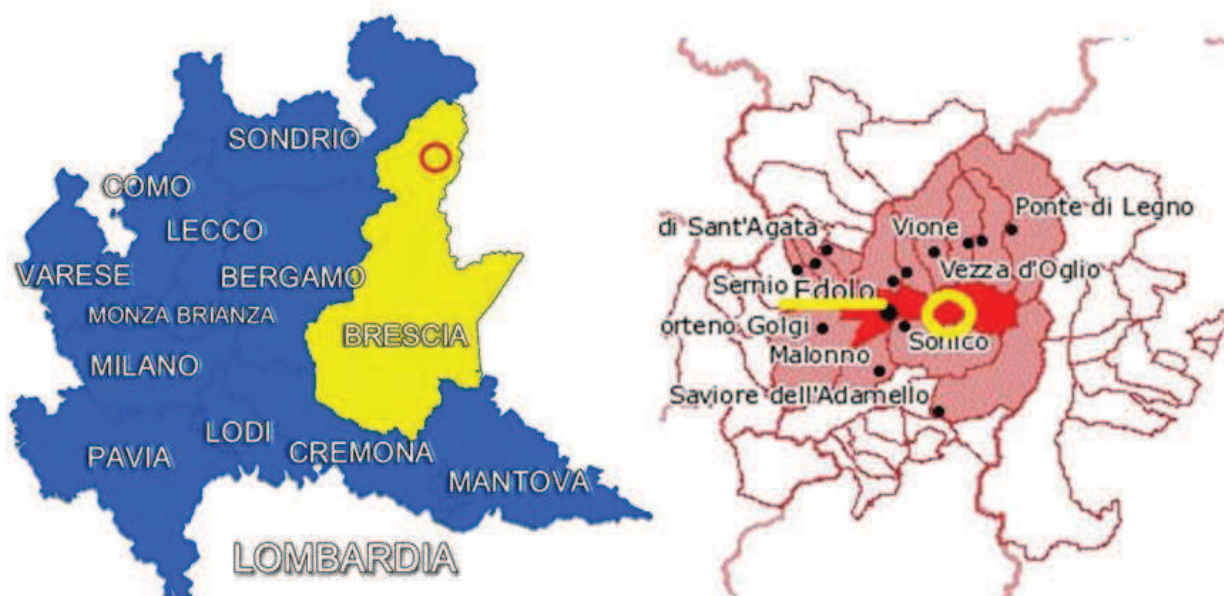 SONDRIO
COMO
LECCO
VARESE
BERGAMO
MONZA BRIANZA
BRESCIA
MILANO
LODI
PAVIA
CREMONA
MANTOVA
LOMBARDIA
Ponte di Legno
di Sant'Agata
Vione
Vezza d'Oglio
Sernio
Edolo
orteno Golgi
Sonico
Malonno
Saviore dell'Adamello